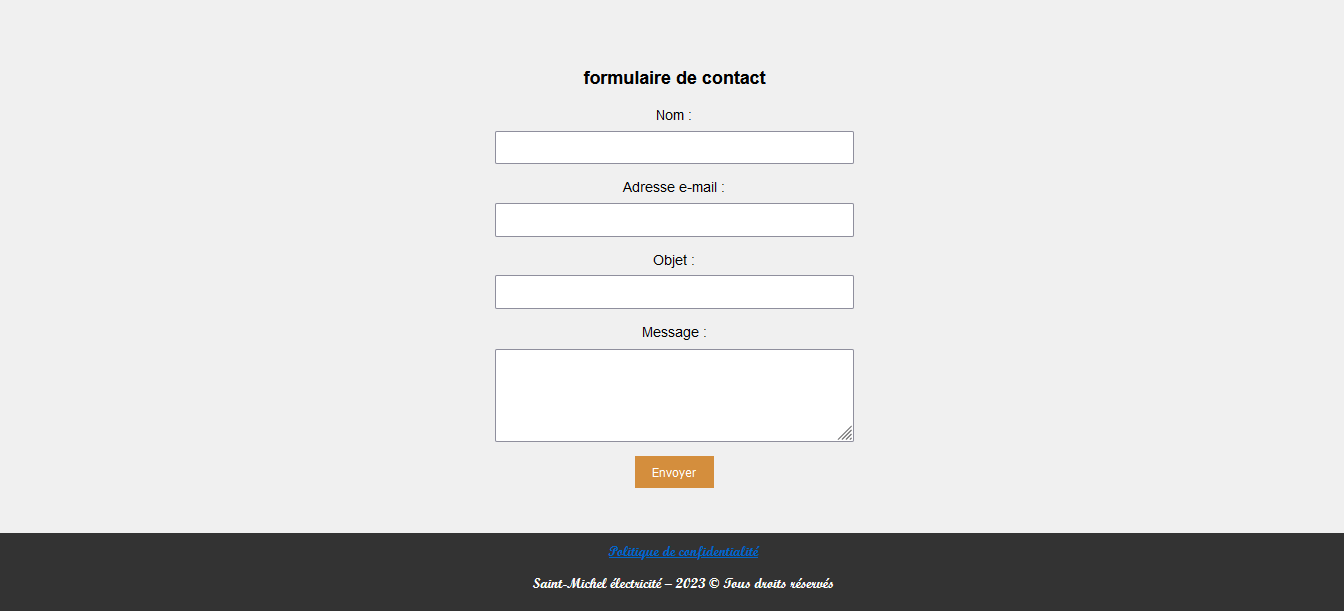 formulaire de contact
Nom :
Adresse e-mail :
Objet :
Message :
Envoyer
Politique de confidentialité
Saint-Michel électricité – 2023 © Tous droits réservés